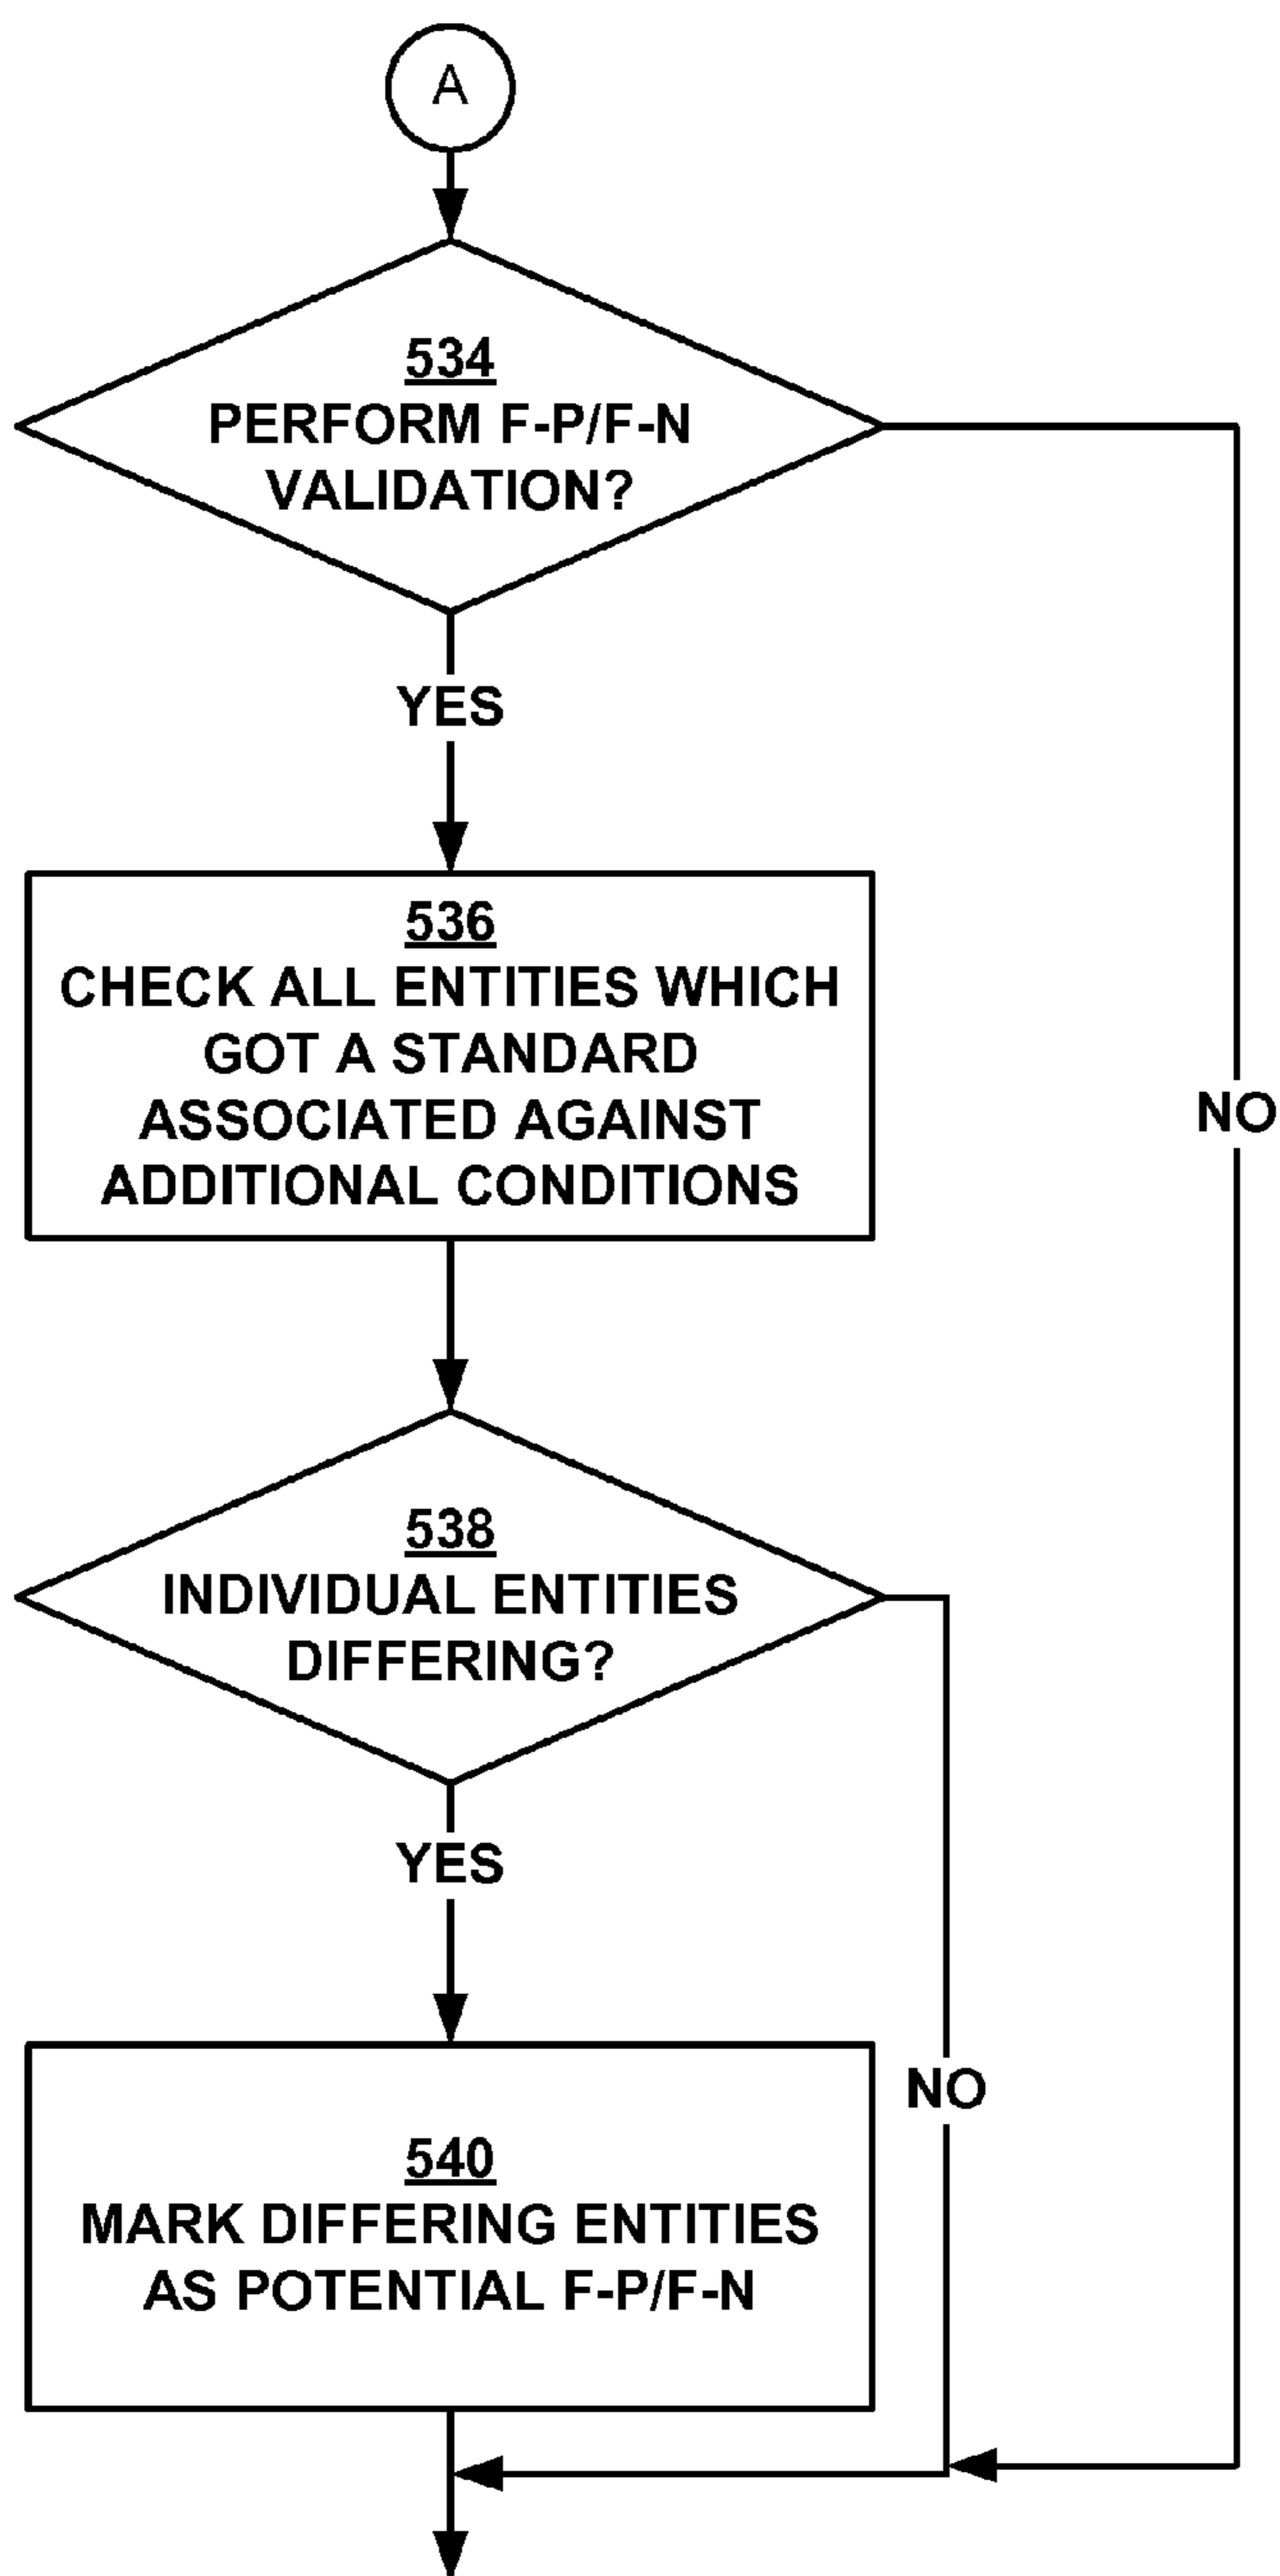 A
534
PERFORM F-P/F-N
VALIDATION?
YES
536
CHECK ALL ENTITIES WHICH
GOT A STANDARD
ASSOCIATED AGAINST
ADDITIONAL CONDITIONS
NO
538
INDIVIDUAL ENTITIES
DIFFERING?
YES
NO
540
MARK DIFFERING ENTITIES
AS POTENTIAL F-P/F-N